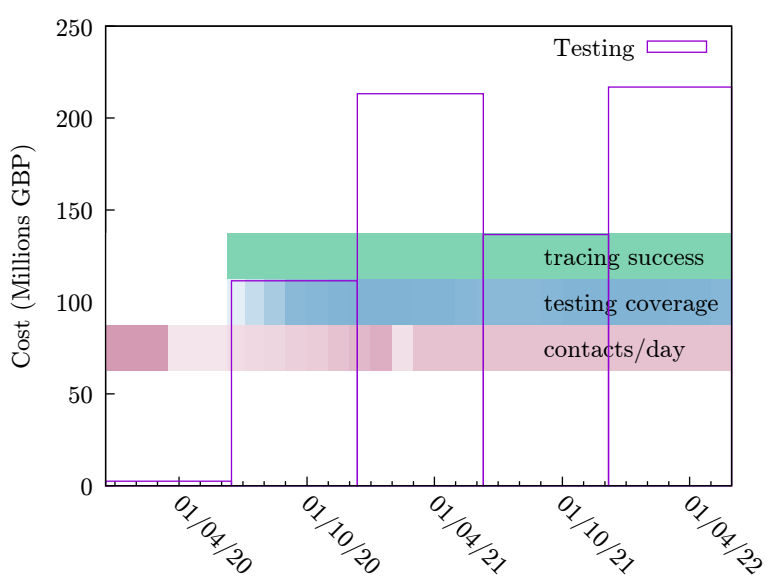 250
Testing
200
Cost (Millions GBP)
150
tracing success
100
testing coverage
contacts/day
50
0
01/04/20
01/10/20
01/04/21
01/10/21
01/04/22